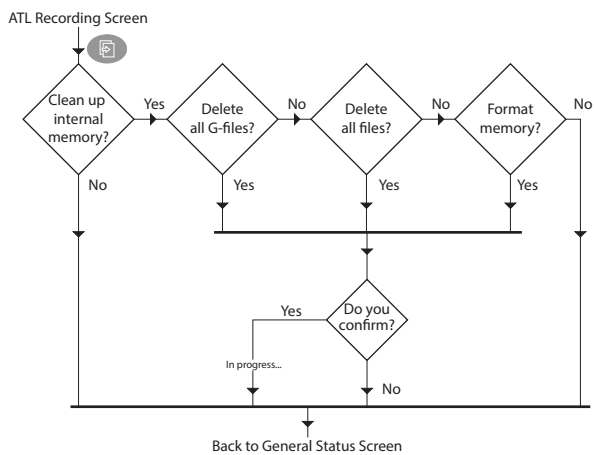 ATL Recording Screen
Clean up
internal
memory?
Yes
Delete
all G-files?
No
Delete
all files?
No
Format
memory?
No
No
Yes
Yes
Yes
Do you
confirm?
Yes
In progress...
No
Back to General Status Screen